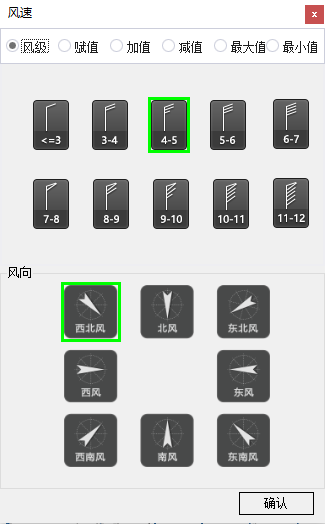 风速 x
风级 赋值 加值 减值 最大值 最小值
<=3 3-4 4-5 5-6 6-7
7-8 8-9 9-10 10-11 11-12
风向
西北风 北风 东北风
西风 东风
西南风 南风 东南风
确认